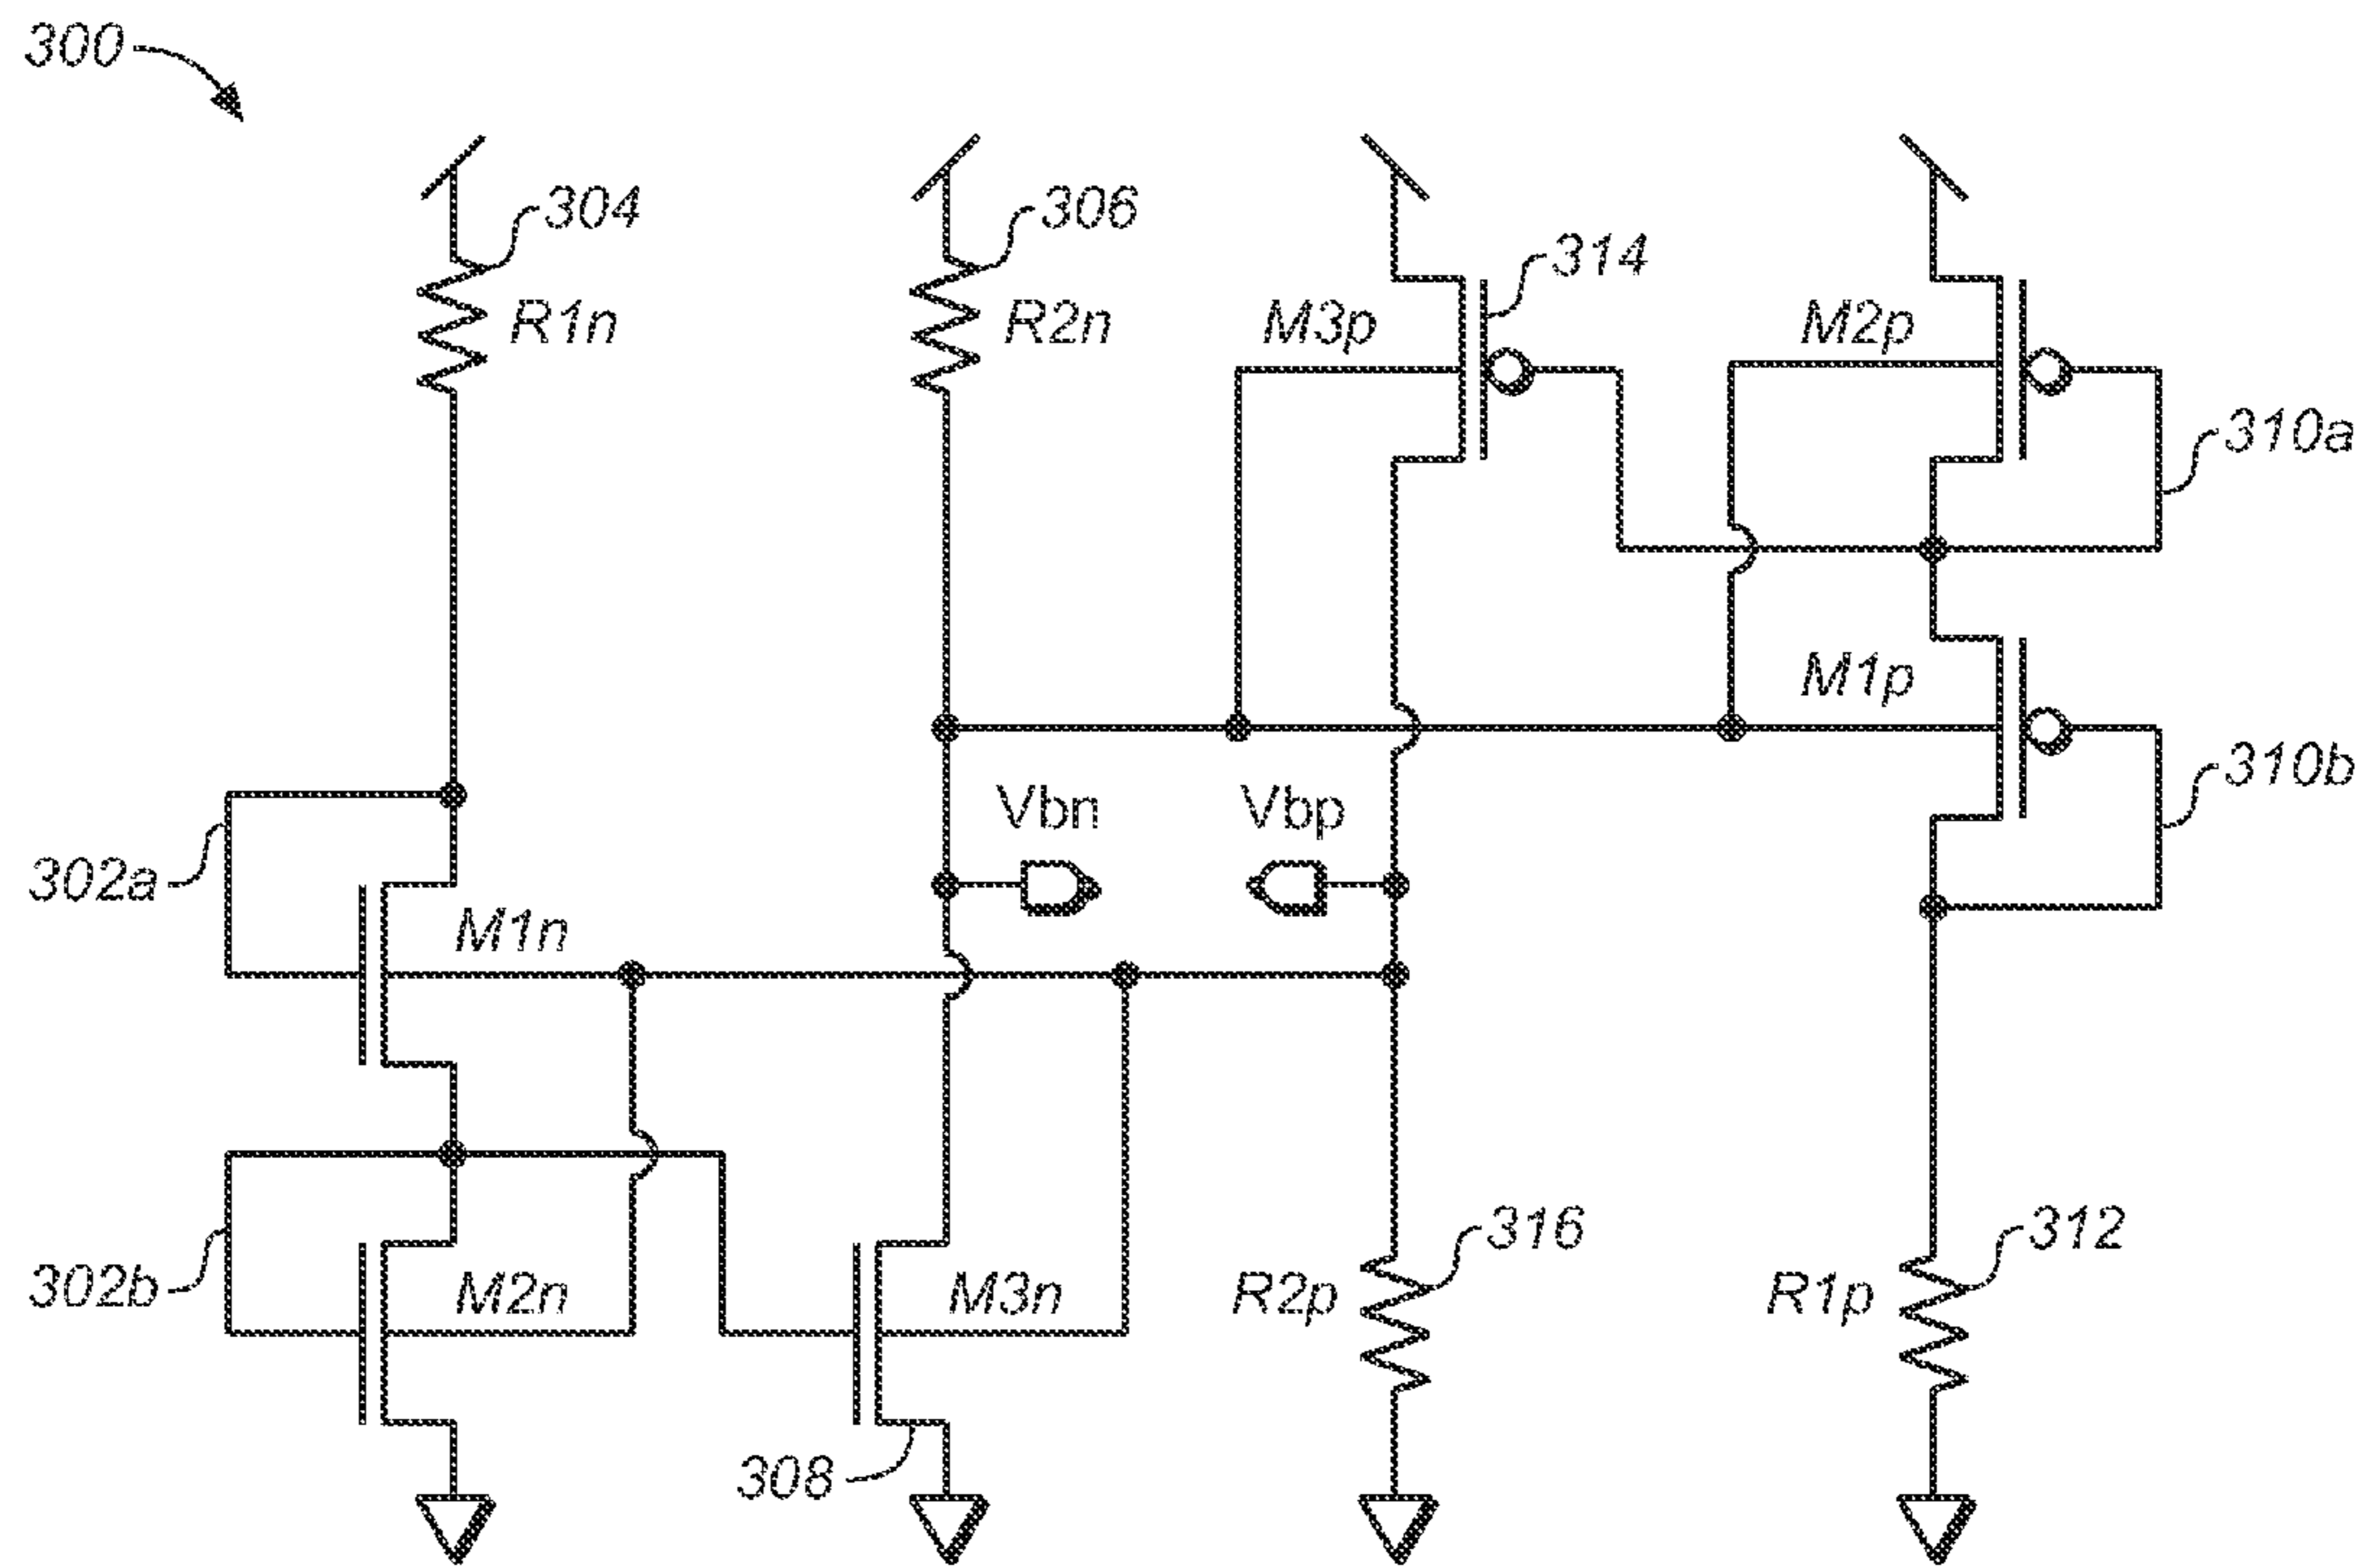 300
304
306
314
R1n
R2n
M3p
M2p
310a
M1p
310b
Vbn
Vbp
302a
M1n
316
312
302b
M2n
M3n
R2p
R1p
308